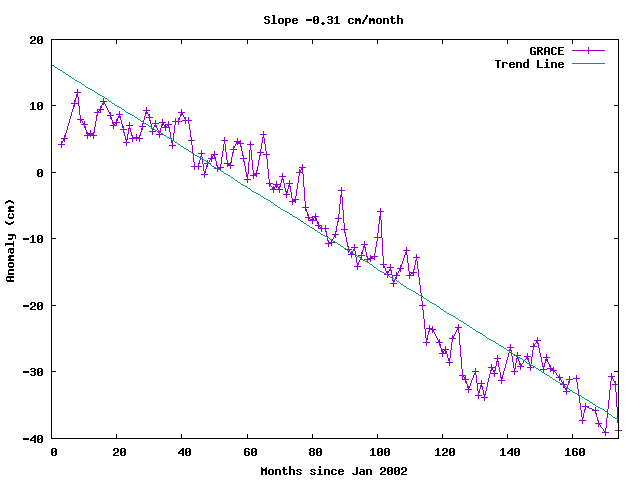 Slope -0.31 cm/month
GRACE
Trend Line
20
10
0
-10
-20
-30
-40
Anomaly (cm)
0 20 40 60 80 100 120 140 160
Months since Jan 2002